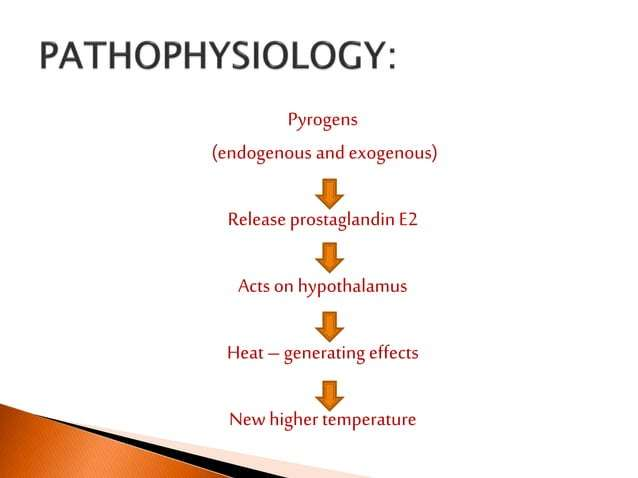 PATHOPHYSIOLOGY:
Pyrogens
(endogenous and exogenous)
Release prostaglandin E2
Acts on hypothalamus
Heat – generating effects
New higher temperature